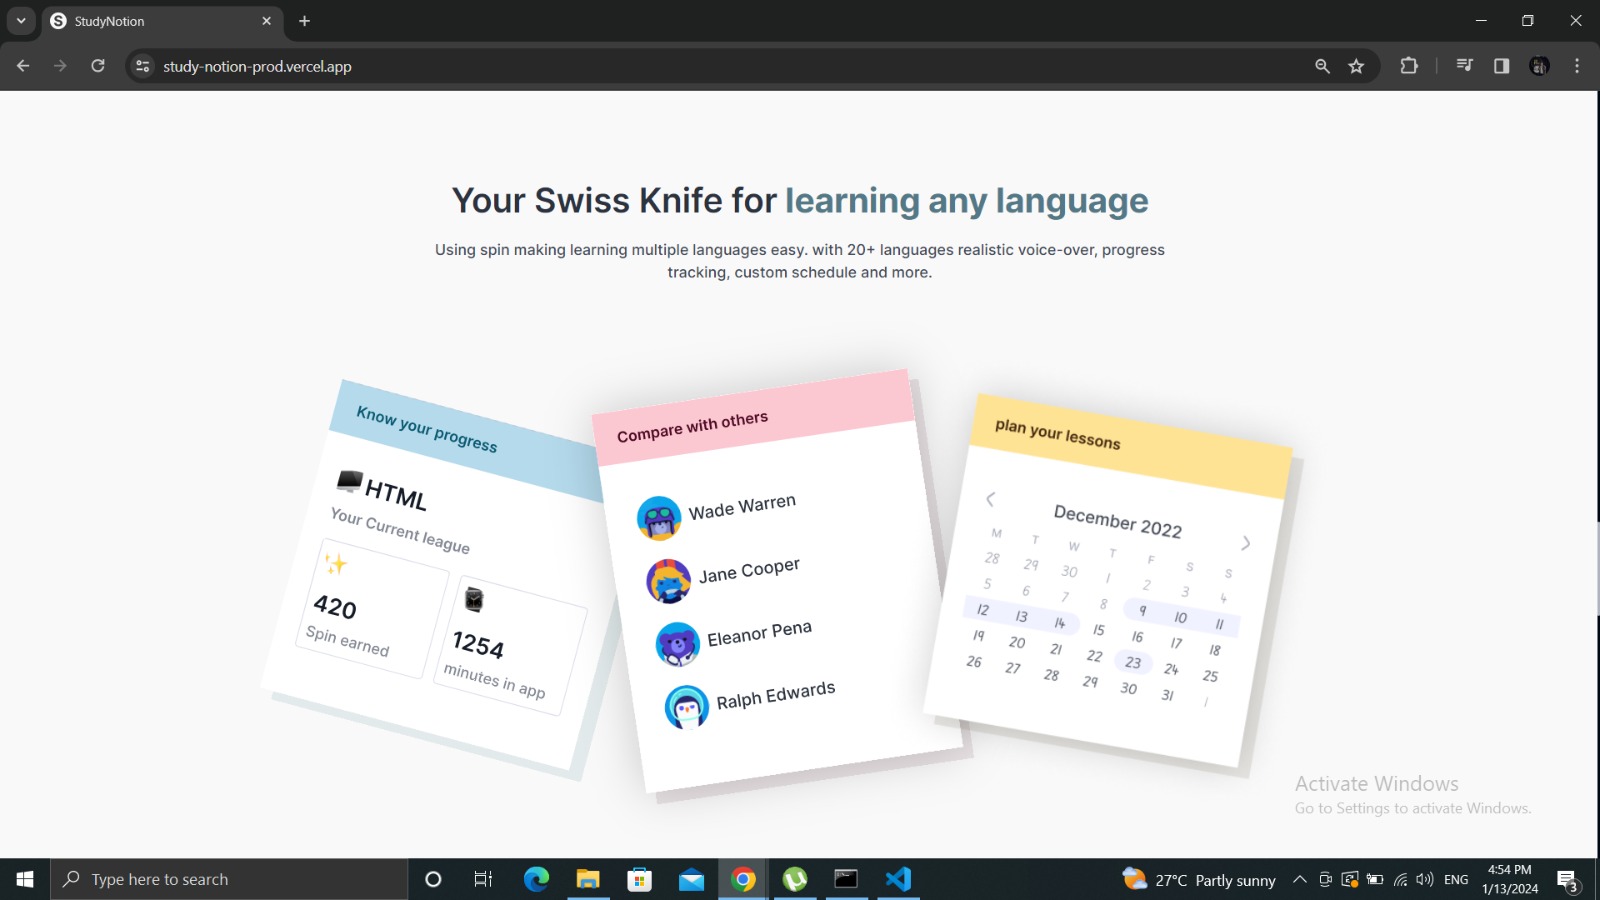 StudyNotion
study-notion-prod.vercel.app
Your Swiss Knife for learning any language
Using spin making learning multiple languages easy. with 20+ languages realistic voice-over, progress
tracking, custom schedule and more.
Know your progress
HTML
Your Current league
420
Spin earned
1254
minutes in app
Compare with others
Wade Warren
Jane Cooper
Eleanor Pena
Ralph Edwards
plan your lessons
December 2022
M T W T F S S
28 29 30 1 2 3 4
5 6 7 8 9 10 11
12 13 14 15 16 17 18
19 20 21 22 23 24 25
26 27 28 29 30 31 1
Activate Windows
Go to Settings to activate Windows.
Type here to search
27°C Partly sunny
ENG
4:54 PM
1/13/2024
3